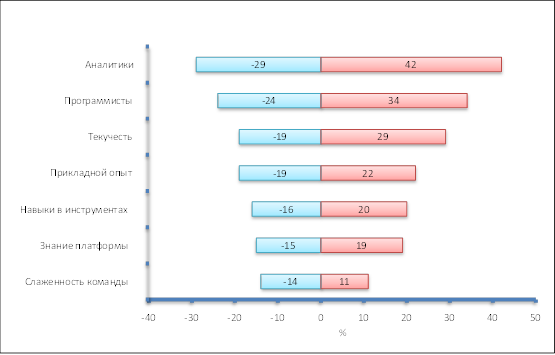 Аналитики -29 42
Программисты -24 34
Текучесть -19 29
Прикладной опыт -19 22
Навыки в инструментах -16 20
Знание платформы -15 19
Слаженность команды -14 11
-40 -30 -20 -10 0 10 20 30 40 50
%